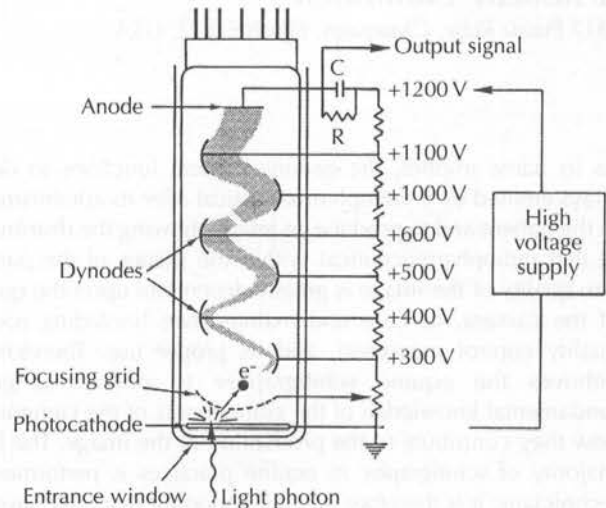 Output signal
C
+1200 V
Anode
R
+1100 V
+1000 V
+600 V
High
voltage
supply
Dynodes
+500 V
+400 V
+300 V
e⁻
Focusing grid
Photocathode
Entrance window
Light photon